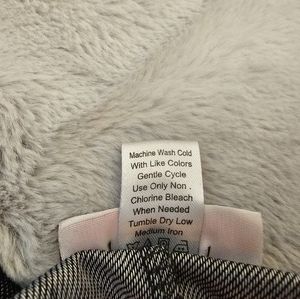 Machine Wash Cold
With Like Colors
Gentle Cycle
Use Only Non .
Chlorine Bleach
When Needed
Tumble Dry Low
Medium Iron